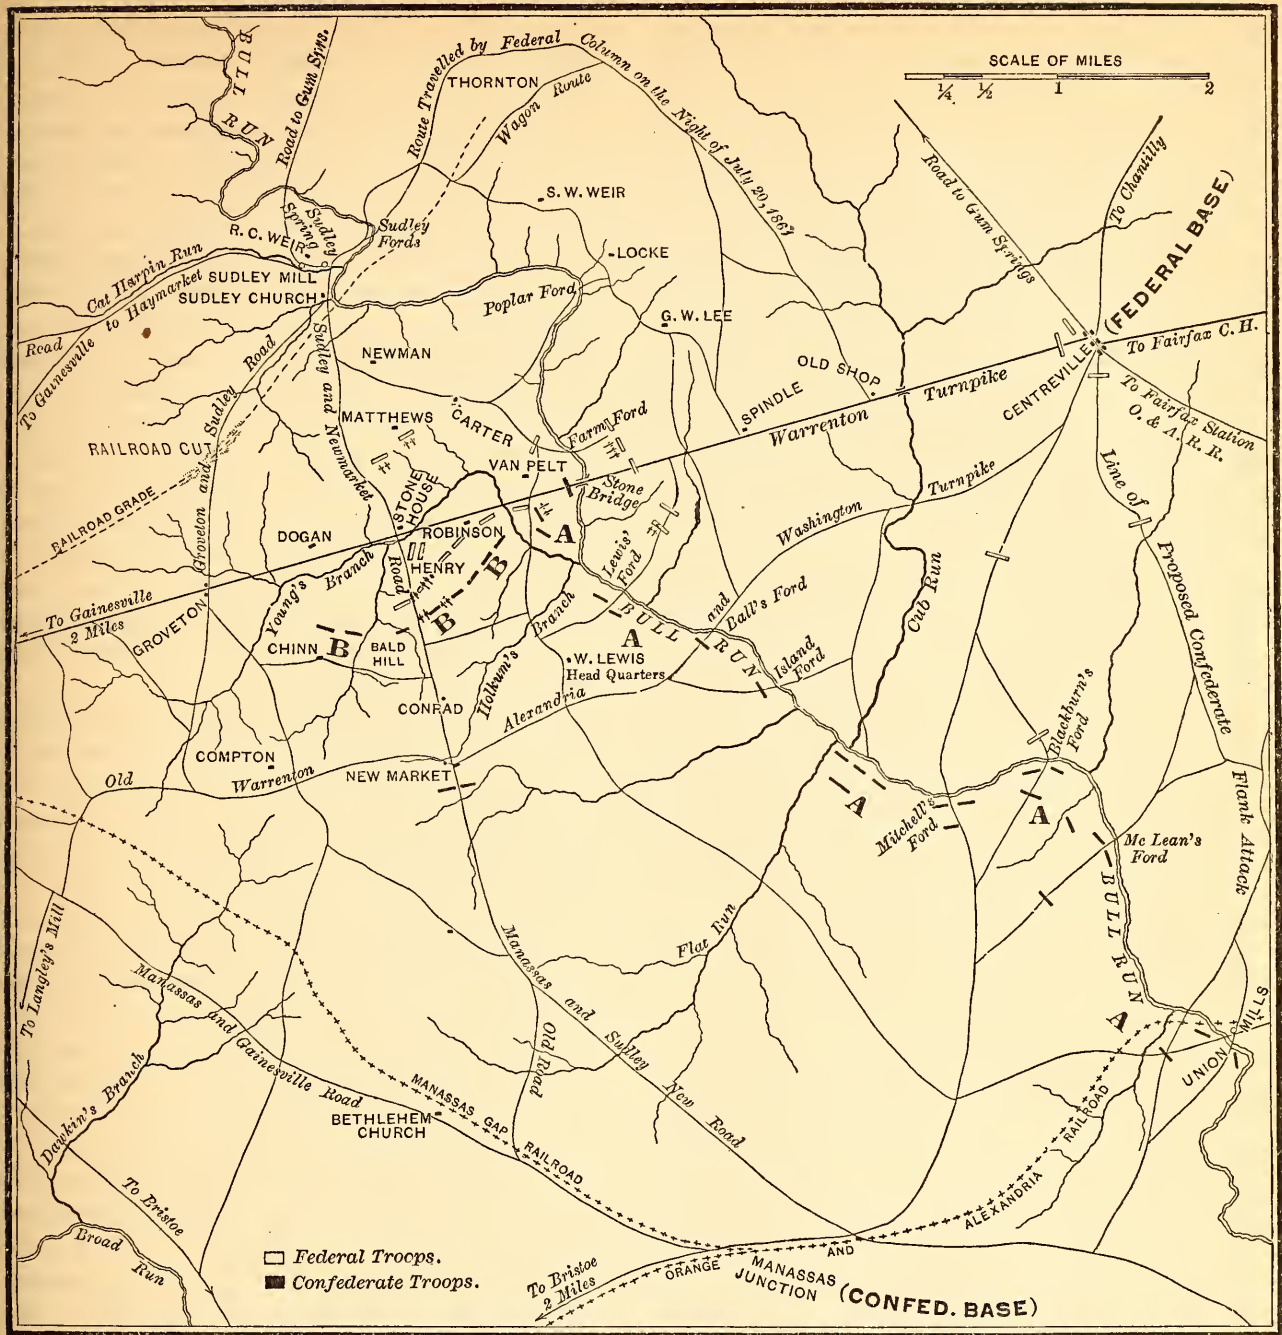 SCALE OF MILES
¼ ½ 1 2
BULL RUN
Road to Gum Sprs.
Route Travelled by Federal Column on the Night of July 20, 1861
THORNTON
Wagon Route
Road to Gum Springs
To Chantilly
(FEDERAL BASE)
S. W. WEIR
R. C. WEIR
Sudley Spring
Sudley Fords
LOCKE
Cat Harpin Run
Road to Haymarket
SUDLEY MILL
SUDLEY CHURCH
Poplar Ford
G. W. LEE
To Gainesville
To Fairfax C. H.
CENTREVILLE
To Fairfax Station
O. & A. R. R.
NEWMAN
OLD SHOP
SPINDLE
Warrenton Turnpike
MATTHEWS
CARTER
Farm Ford
Groveton and Sudley Road
Sudley and Newmarket Road
RAILROAD CUT
RAILROAD GRADE
VAN PELT
STONE HOUSE
Stone Bridge
Washington Turnpike
Line of Proposed Confederate Flank Attack
DOGAN
ROBINSON
A
Lewis' Ford
HENRY
B
B
Young's Branch
To Gainesville
2 Miles
GROVETON
CHINN
B
BALD HILL
Holkum's Branch
BULL RUN
A
and
Ball's Ford
Cub Run
W. LEWIS
Head Quarters
Island Ford
CONRAD
Alexandria
Blackburn's Ford
COMPTON
Old Warrenton
NEW MARKET
A
Mitchell's Ford
A
Mc Lean's Ford
BULL RUN
Flat Run
To Langley's Mill
Manassas and Gainesville Road
Manassas and Sudley New Road
Old Road
A
UNION MILLS
Dawkin's Branch
MANASSAS GAP RAILROAD
BETHLEHEM CHURCH
To Bristoe
Broad Run
Federal Troops.
Confederate Troops.
To Bristoe
2 Miles
ORANGE AND ALEXANDRIA RAILROAD
MANASSAS JUNCTION
(CONFED. BASE)